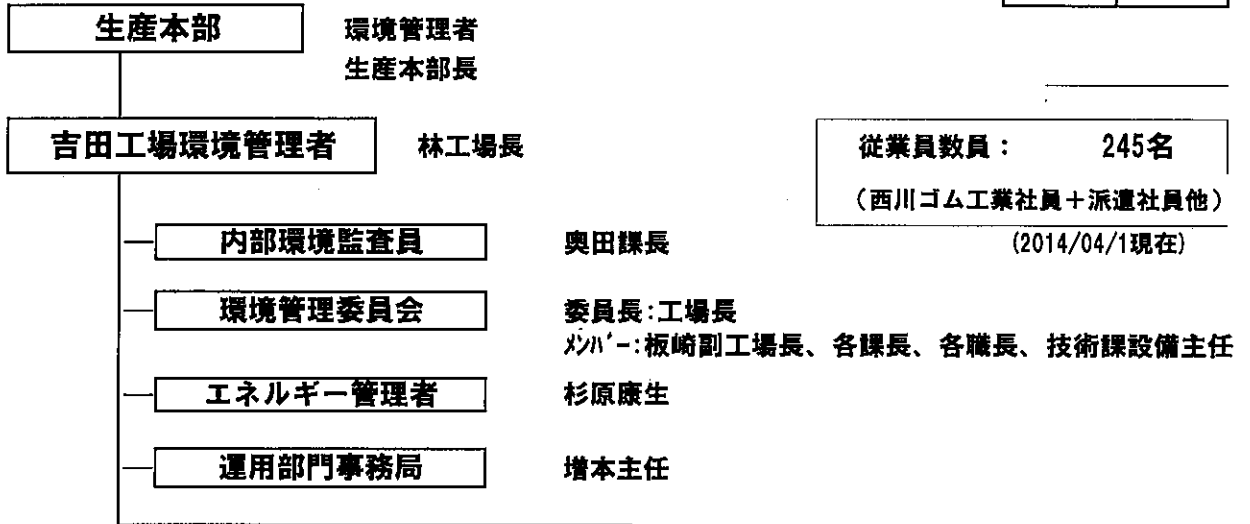 生産本部
環境管理者
生産本部長
吉田工場環境管理者
林工場長
従業員数員： 245名
（西川ゴム工業社員＋派遣社員他）
(2014/04/1現在)
内部環境監査員
奥田課長
環境管理委員会
委員長:工場長
ﾒﾝﾊﾞｰ:板崎副工場長、各課長、各職長、技術課設備主任
エネルギー管理者
杉原康生
運用部門事務局
増本主任